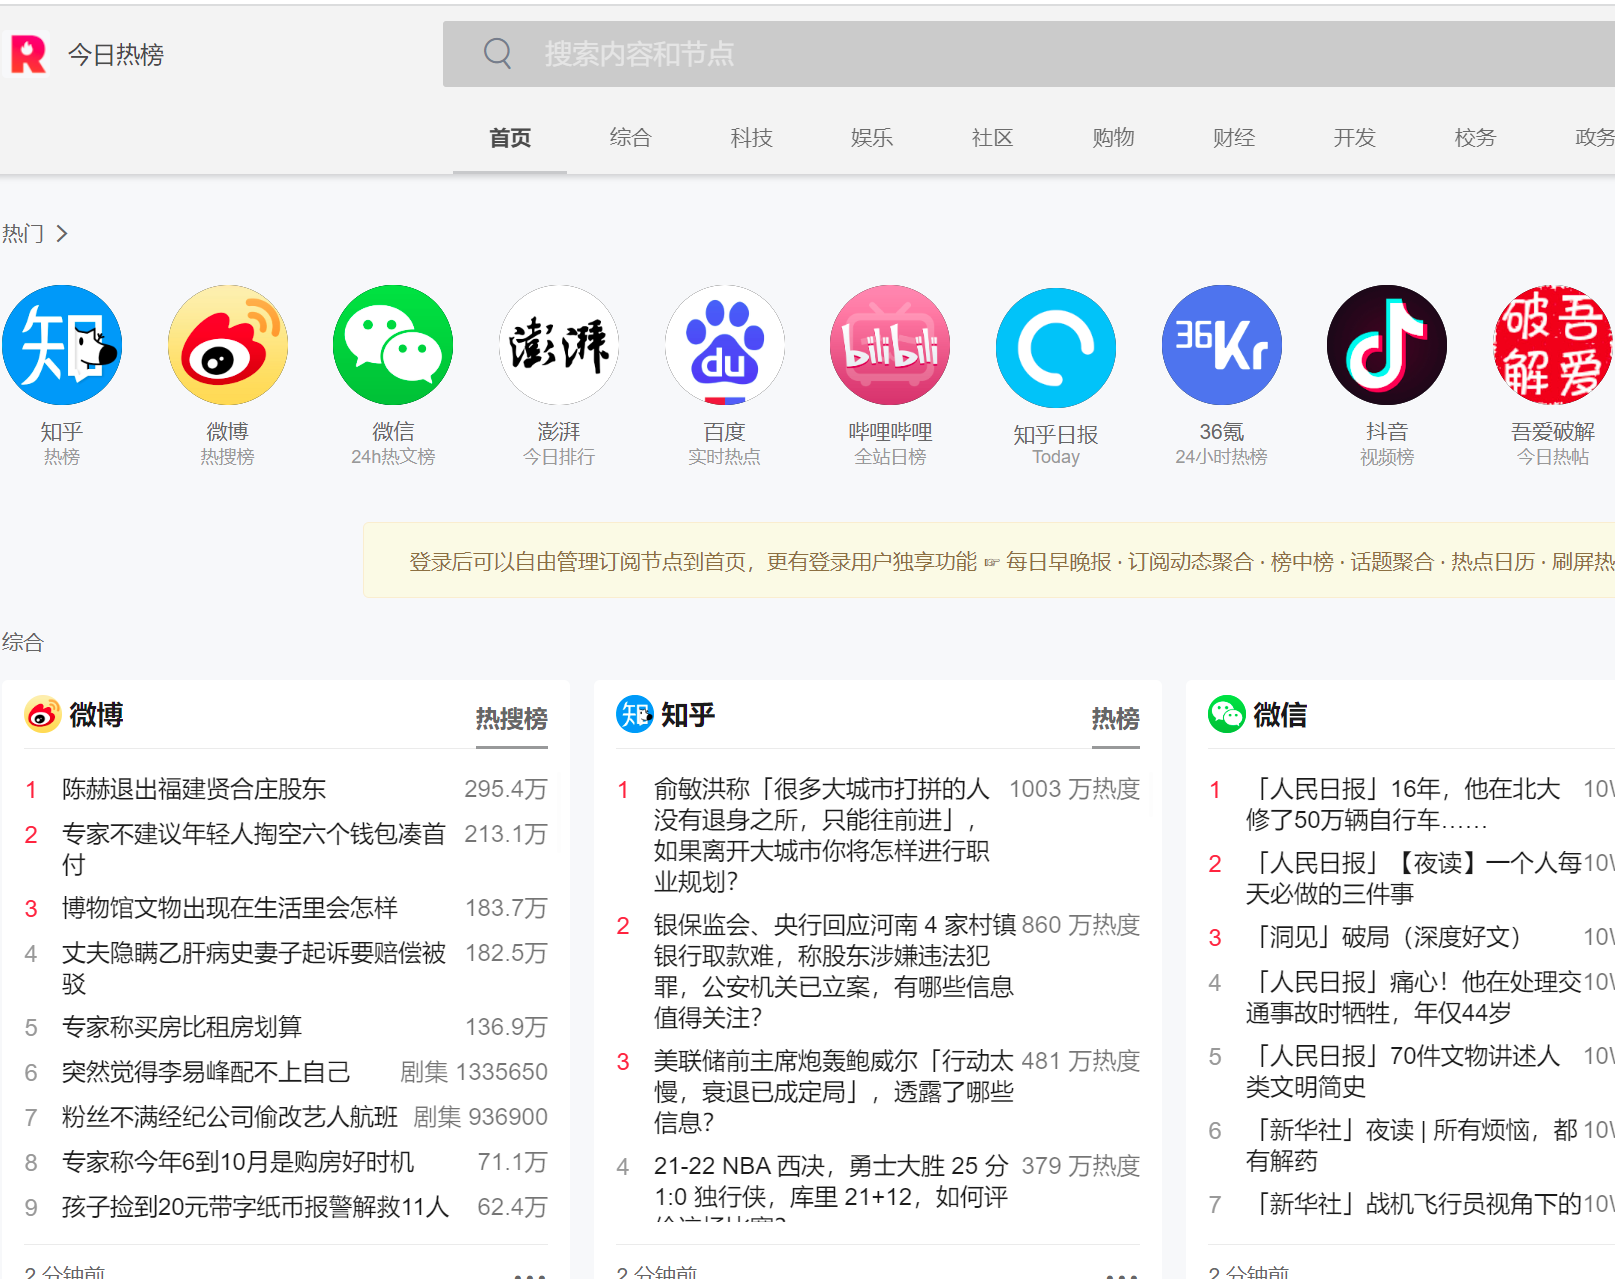 今日热榜
搜索内容和节点
首页 综合 科技 娱乐 社区 购物 财经 开发 校务 政务
热门
知 微博 澎湃 du bilibili 36Kr 吾爱破解
知乎 微博 微信 澎湃 百度 哔哩哔哩 知乎日报 36氪 抖音 吾爱破解
热榜 热搜榜 24h热文榜 今日排行 实时热点 全站日榜 Today 24小时热榜 视频榜 今日热帖
登录后可以自由管理订阅节点到首页，更有登录用户独享功能 ☞ 每日早晚报 · 订阅动态聚合 · 榜中榜 · 话题聚合 · 热点日历 · 刷屏热
综合
微博 热搜榜
1 陈赫退出福建贤合庄股东 295.4万
2 专家不建议年轻人掏空六个钱包凑首 213.1万
付
3 博物馆文物出现在生活里会怎样 183.7万
4 丈夫隐瞒乙肝病史妻子起诉要赔偿被 182.5万
驳
5 专家称买房比租房划算 136.9万
6 突然觉得李易峰配不上自己 剧集 1335650
7 粉丝不满经纪公司偷改艺人航班 剧集 936900
8 专家称今年6到10月是购房好时机 71.1万
9 孩子捡到20元带字纸币报警解救11人 62.4万
2 分钟前
知乎 热榜
1 俞敏洪称「很多大城市打拼的人 1003 万热度
没有退身之所，只能往前进」，
如果离开大城市你将怎样进行职
业规划？
2 银保监会、央行回应河南 4 家村镇 860 万热度
银行取款难，称股东涉嫌违法犯
罪，公安机关已立案，有哪些信息
值得关注？
3 美联储前主席炮轰鲍威尔「行动太 481 万热度
慢，衰退已成定局」，透露了哪些
信息？
4 21-22 NBA 西决，勇士大胜 25 分 379 万热度
1:0 独行侠，库里 21+12，如何评
价这场比赛？
2 分钟前
微信
1 「人民日报」16年，他在北大 10W
修了50万辆自行车……
2 「人民日报」【夜读】一个人每 10W
天必做的三件事
3 「洞见」破局（深度好文） 10W
4 「人民日报」痛心！他在处理交 10W
通事故时牺牲，年仅44岁
5 「人民日报」70件文物讲述人 10W
类文明简史
6 「新华社」夜读 | 所有烦恼，都 10W
有解药
7 「新华社」战机飞行员视角下的 10W
2 分钟前